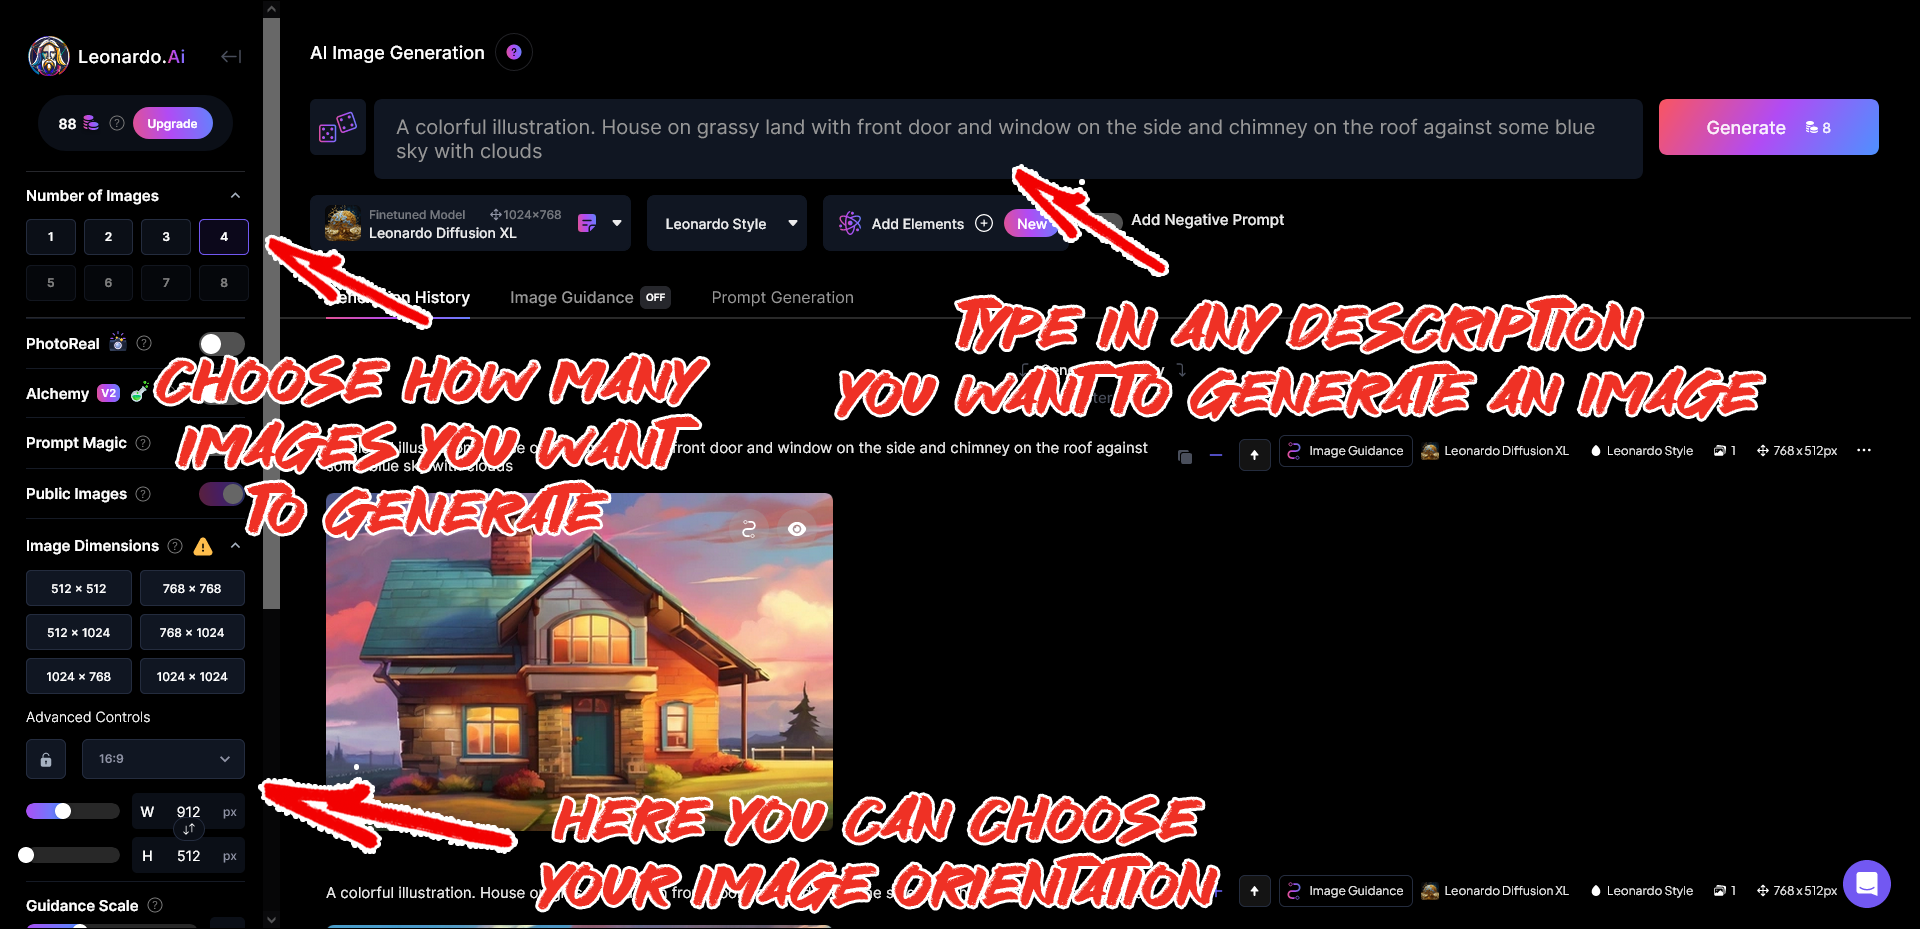 Leonardo.Ai
88
Upgrade
Number of Images
1 2 3 4
5 6 7 8
PhotoReal
Alchemy V2
Prompt Magic
Public Images
Image Dimensions
512 × 512 768 × 768
512 × 1024 768 × 1024
1024 × 768 1024 × 1024
Advanced Controls
16:9
W 912 px
H 512 px
Guidance Scale
AI Image Generation
A colorful illustration. House on grassy land with front door and window on the side and chimney on the roof against some blue
sky with clouds
Generate 8
Finetuned Model 1024×768
Leonardo Diffusion XL
Leonardo Style
Add Elements
New
Add Negative Prompt
History
Image Guidance OFF
Prompt Generation
TYPE IN ANY DESCRIPTION
YOU WANT TO GENERATE AN IMAGE
CHOOSE HOW MANY
IMAGES YOU WANT
TO GENERATE
front door and window on the side and chimney on the roof against
Image Guidance Leonardo Diffusion XL Leonardo Style 1 768x512px
HERE YOU CAN CHOOSE
YOUR IMAGE ORIENTATION
A colorful illustration. House
Image Guidance Leonardo Diffusion XL Leonardo Style 1 768x512px